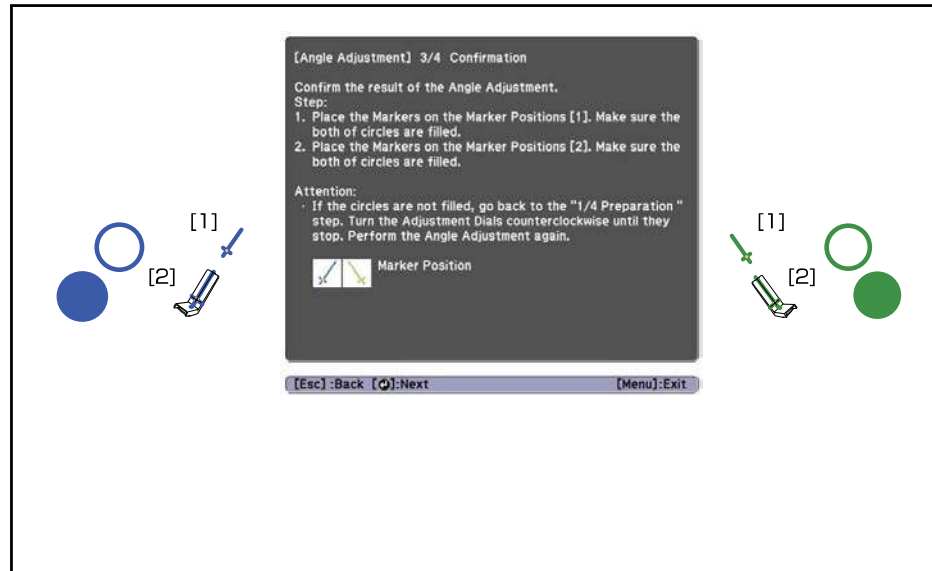 [Angle Adjustment] 3/4 Confirmation
Confirm the result of the Angle Adjustment.
Step:
1. Place the Markers on the Marker Positions [1]. Make sure the
both of circles are filled.
2. Place the Markers on the Marker Positions [2]. Make sure the
both of circles are filled.
Attention:
· If the circles are not filled, go back to the "1/4 Preparation "
step. Turn the Adjustment Dials counterclockwise until they
stop. Perform the Angle Adjustment again.
Marker Position
[1]
[2]
[1]
[2]
[Esc] :Back [⏎]:Next [Menu]:Exit